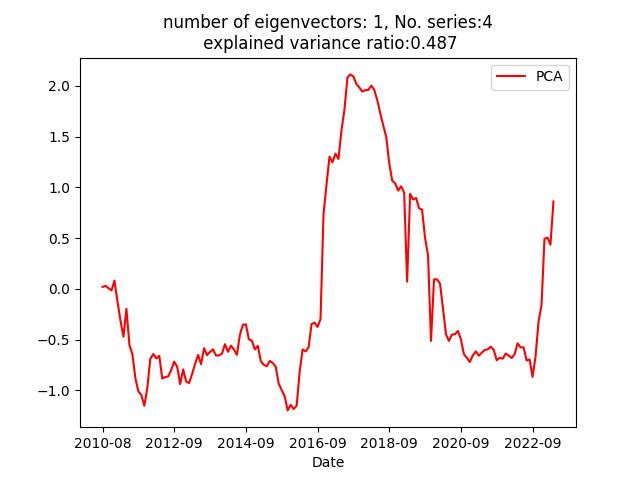 number of eigenvectors: 1, No. series:4
explained variance ratio:0.487
PCA
2.0
1.5
1.0
0.5
0.0
−0.5
−1.0
2010-08 2012-09 2014-09 2016-09 2018-09 2020-09 2022-09
Date